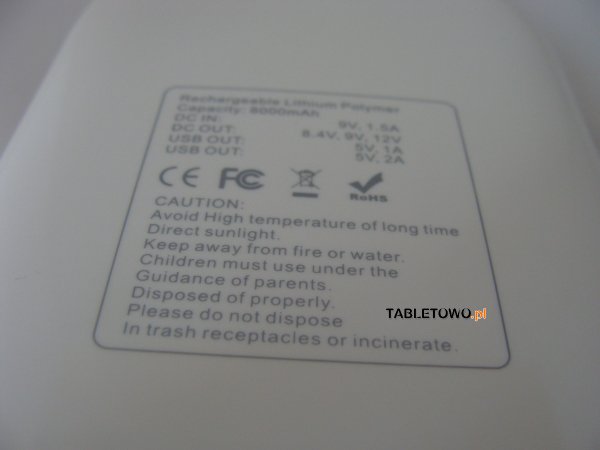 Rechargeable Lithium Polymer
Capacity: 8000mAh
DC IN: 9V, 1.5A
DC OUT: 8.4V, 9V, 12V
USB OUT: 5V, 1A
USB OUT: 5V, 2A
CE FC RoHS
CAUTION:
Avoid High temperature of long time
Direct sunlight.
Keep away from fire or water.
Children must use under the
Guidance of parents.
Disposed of properly.
Please do not dispose
In trash receptacles or incinerate.
TABLETOWO.pl